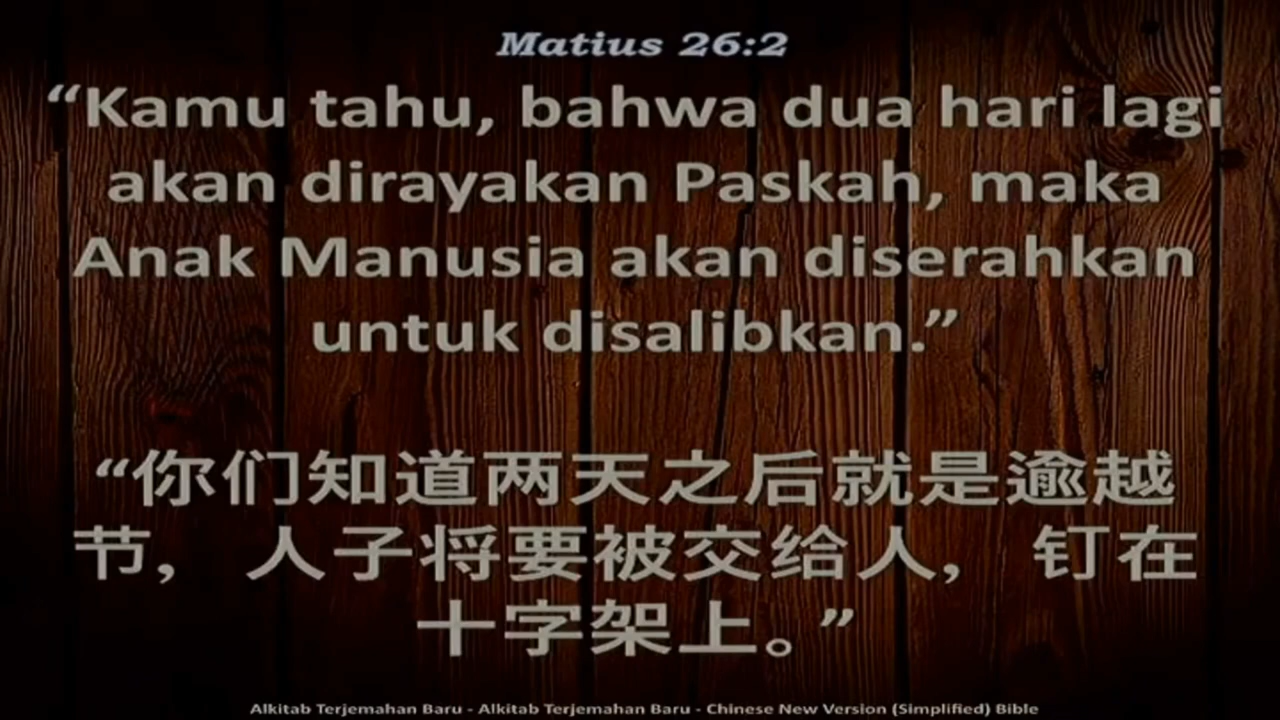 Matius 26:2
“Kamu tahu, bahwa dua hari lagi
akan dirayakan Paskah, maka
Anak Manusia akan diserahkan
untuk disalibkan.”
“你们知道两天之后就是逾越
节，人子将要被交给人，钉在
十字架上。”
Alkitab Terjemahan Baru - Alkitab Terjemahan Baru - Chinese New Version (Simplified) Bible